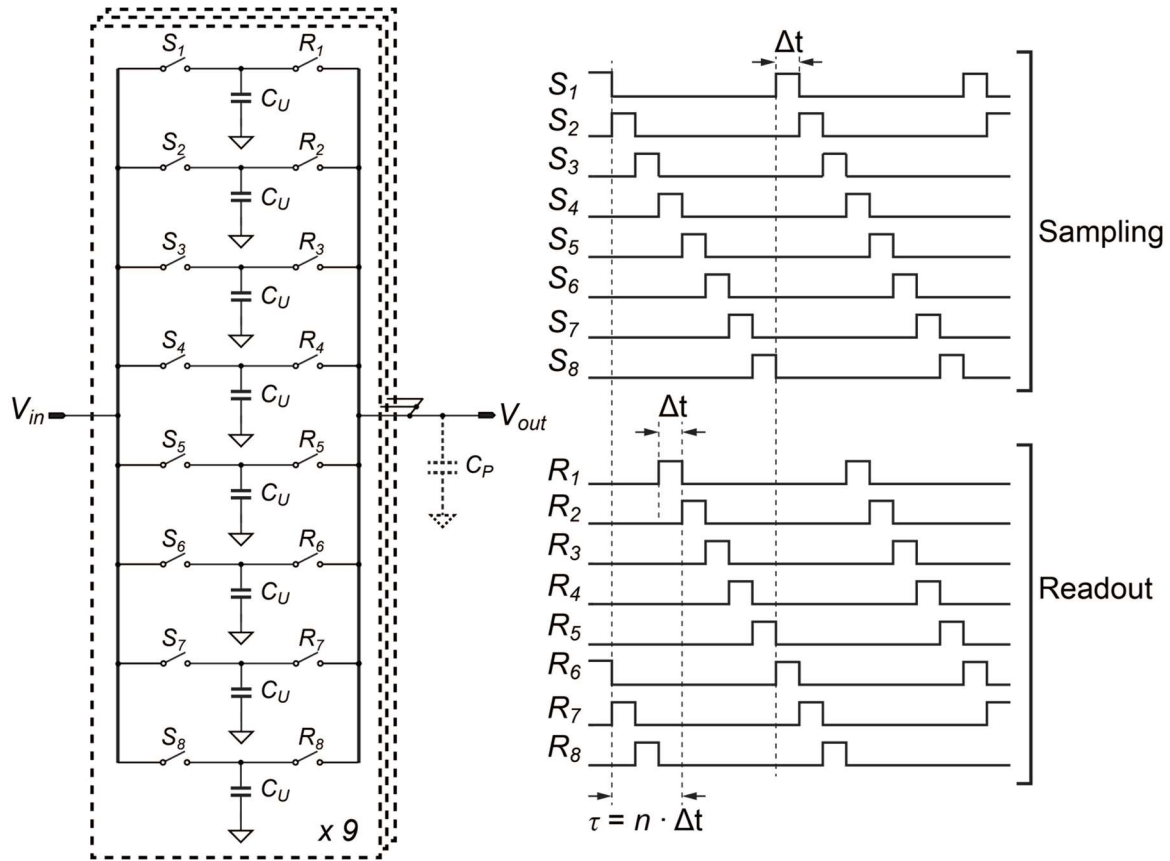 S1 R1
CU
S2 R2
CU
S3 R3
CU
S4 R4
CU
Vin
Vout
S5 R5
CU
CP
S6 R6
CU
S7 R7
CU
S8 R8
CU
x 9
Δt
S1
S2
S3
S4
S5
S6
S7
S8
Sampling
Δt
R1
R2
R3
R4
R5
R6
R7
R8
Readout
τ = n · Δt